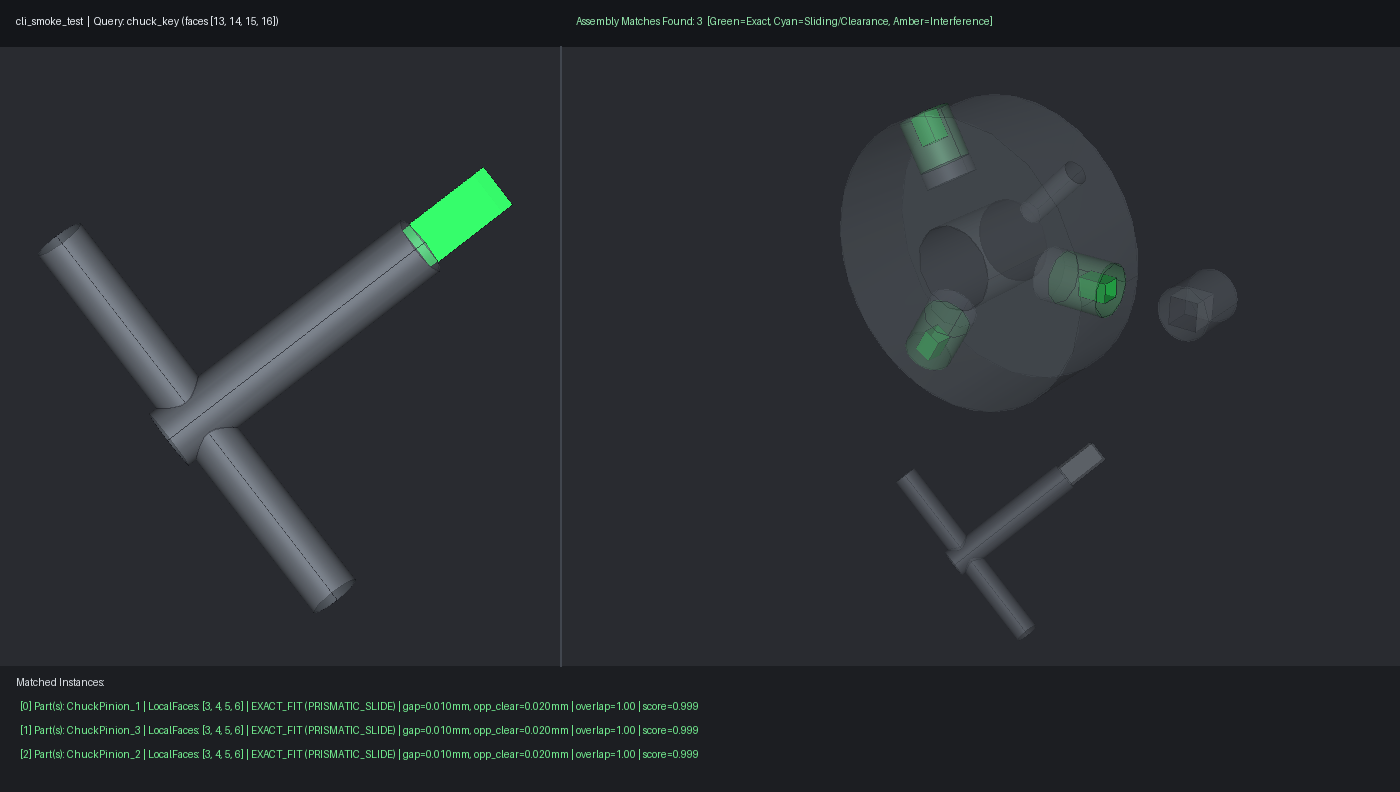 cli_smoke_test | Query: chuck_key (faces [13, 14, 15, 16])
Assembly Matches Found: 3 [Green=Exact, Cyan=Sliding/Clearance, Amber=Interference]
Matched Instances:
[0] Part(s): ChuckPinion_1 | LocalFaces: [3, 4, 5, 6] | EXACT_FIT (PRISMATIC_SLIDE) | gap=0.010mm, opp_clear=0.020mm | overlap=1.00 | score=0.999
[1] Part(s): ChuckPinion_3 | LocalFaces: [3, 4, 5, 6] | EXACT_FIT (PRISMATIC_SLIDE) | gap=0.010mm, opp_clear=0.020mm | overlap=1.00 | score=0.999
[2] Part(s): ChuckPinion_2 | LocalFaces: [3, 4, 5, 6] | EXACT_FIT (PRISMATIC_SLIDE) | gap=0.010mm, opp_clear=0.020mm | overlap=1.00 | score=0.999